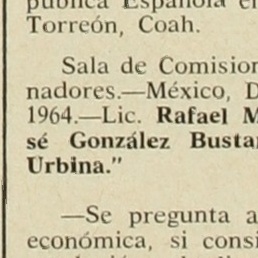 pública Española en
Torreón, Coah.
Sala de Comision
nadores.—México, D
1964.—Lic. Rafael M
sé González Busta
Urbina."
—Se pregunta a
económica, si consi